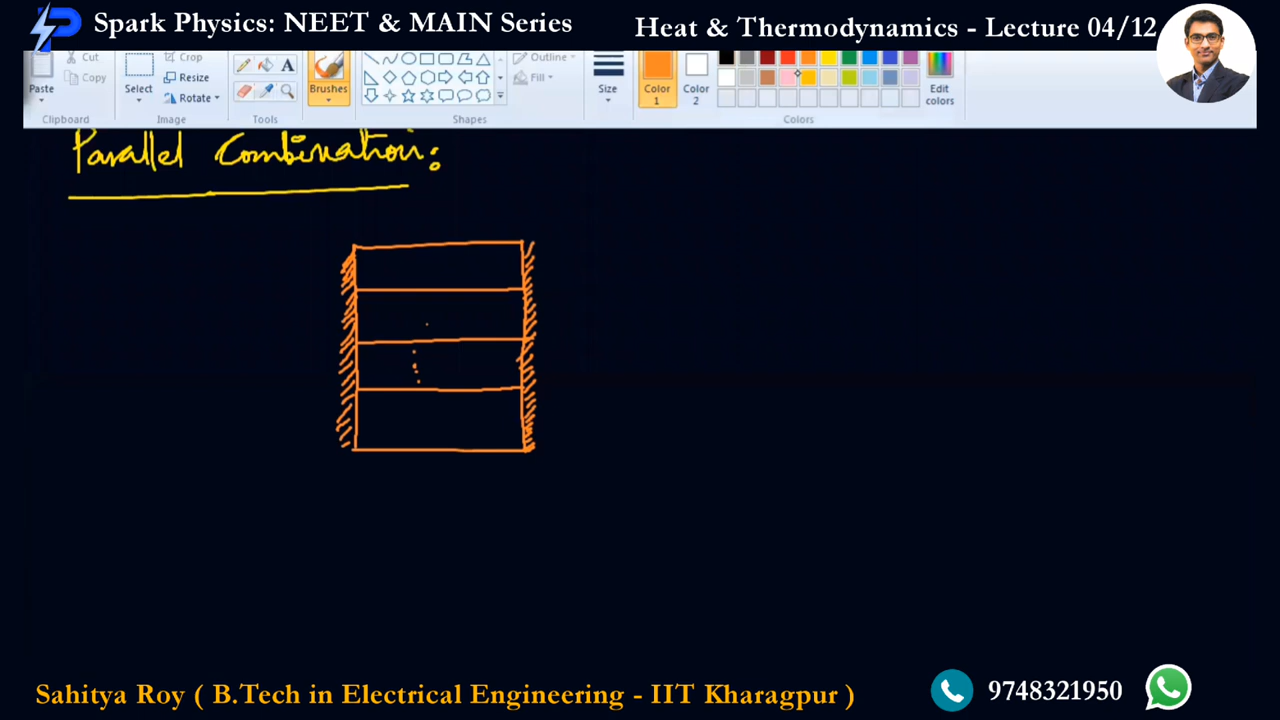 Spark Physics: NEET & MAIN Series
Heat & Thermodynamics - Lecture 04/12
Cut
Copy
Paste
Clipboard
Select
Crop
Resize
Rotate
Image
A
Tools
Brushes
Outline
Fill
Shapes
Size
Color 1
Color 2
Edit colors
Colors
Parallel Combination:
Sahitya Roy ( B.Tech in Electrical Engineering - IIT Kharagpur )
9748321950